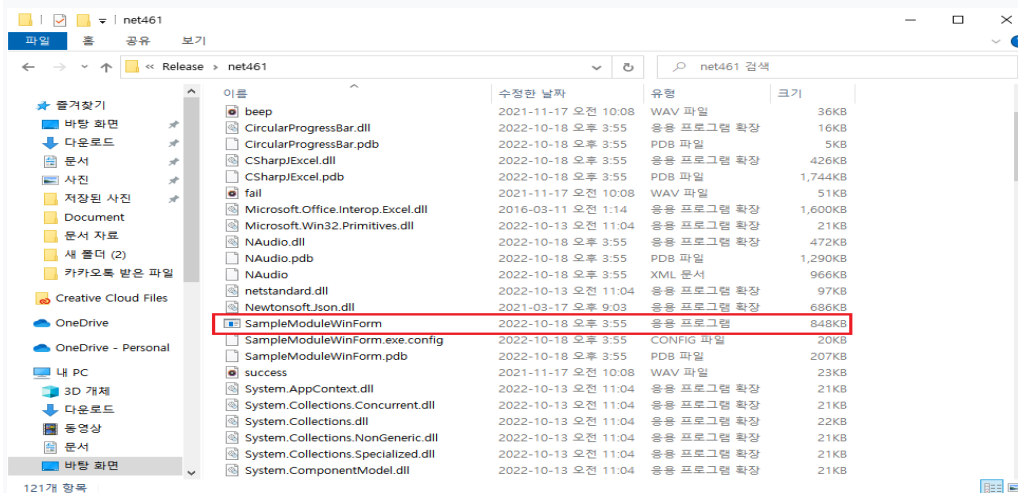 net461
파일 홈 공유 보기
« Release › net461
net461 검색
이름 수정한 날짜 유형 크기
즐겨찾기
바탕 화면
다운로드
문서
사진
저장된 사진
Document
문서 자료
새 폴더 (2)
카카오톡 받은 파일
Creative Cloud Files
OneDrive
OneDrive - Personal
내 PC
3D 개체
다운로드
동영상
문서
바탕 화면
beep 2021-11-17 오전 10:08 WAV 파일 36KB
CircularProgressBar.dll 2022-10-18 오후 3:55 응용 프로그램 확장 16KB
CircularProgressBar.pdb 2022-10-18 오후 3:55 PDB 파일 5KB
CSharpJExcel.dll 2022-10-18 오후 3:55 응용 프로그램 확장 426KB
CSharpJExcel.pdb 2022-10-18 오후 3:55 PDB 파일 1,744KB
fail 2021-11-17 오전 10:08 WAV 파일 51KB
Microsoft.Office.Interop.Excel.dll 2016-03-11 오전 1:14 응용 프로그램 확장 1,600KB
Microsoft.Win32.Primitives.dll 2022-10-13 오전 11:04 응용 프로그램 확장 21KB
NAudio.dll 2022-10-18 오후 3:55 응용 프로그램 확장 472KB
NAudio.pdb 2022-10-18 오후 3:55 PDB 파일 1,290KB
NAudio 2022-10-18 오후 3:55 XML 문서 966KB
netstandard.dll 2022-10-13 오전 11:04 응용 프로그램 확장 97KB
Newtonsoft.Json.dll 2021-03-17 오후 9:03 응용 프로그램 확장 686KB
SampleModuleWinForm 2022-10-18 오후 3:55 응용 프로그램 848KB
SampleModuleWinForm.exe.config 2022-10-18 오후 3:55 CONFIG 파일 20KB
SampleModuleWinForm.pdb 2022-10-18 오후 3:55 PDB 파일 207KB
success 2021-11-17 오전 10:08 WAV 파일 23KB
System.AppContext.dll 2022-10-13 오전 11:04 응용 프로그램 확장 21KB
System.Collections.Concurrent.dll 2022-10-13 오전 11:04 응용 프로그램 확장 21KB
System.Collections.dll 2022-10-13 오전 11:04 응용 프로그램 확장 22KB
System.Collections.NonGeneric.dll 2022-10-13 오전 11:04 응용 프로그램 확장 21KB
System.Collections.Specialized.dll 2022-10-13 오전 11:04 응용 프로그램 확장 21KB
System.ComponentModel.dll 2022-10-13 오전 11:04 응용 프로그램 확장 21KB
121개 항목